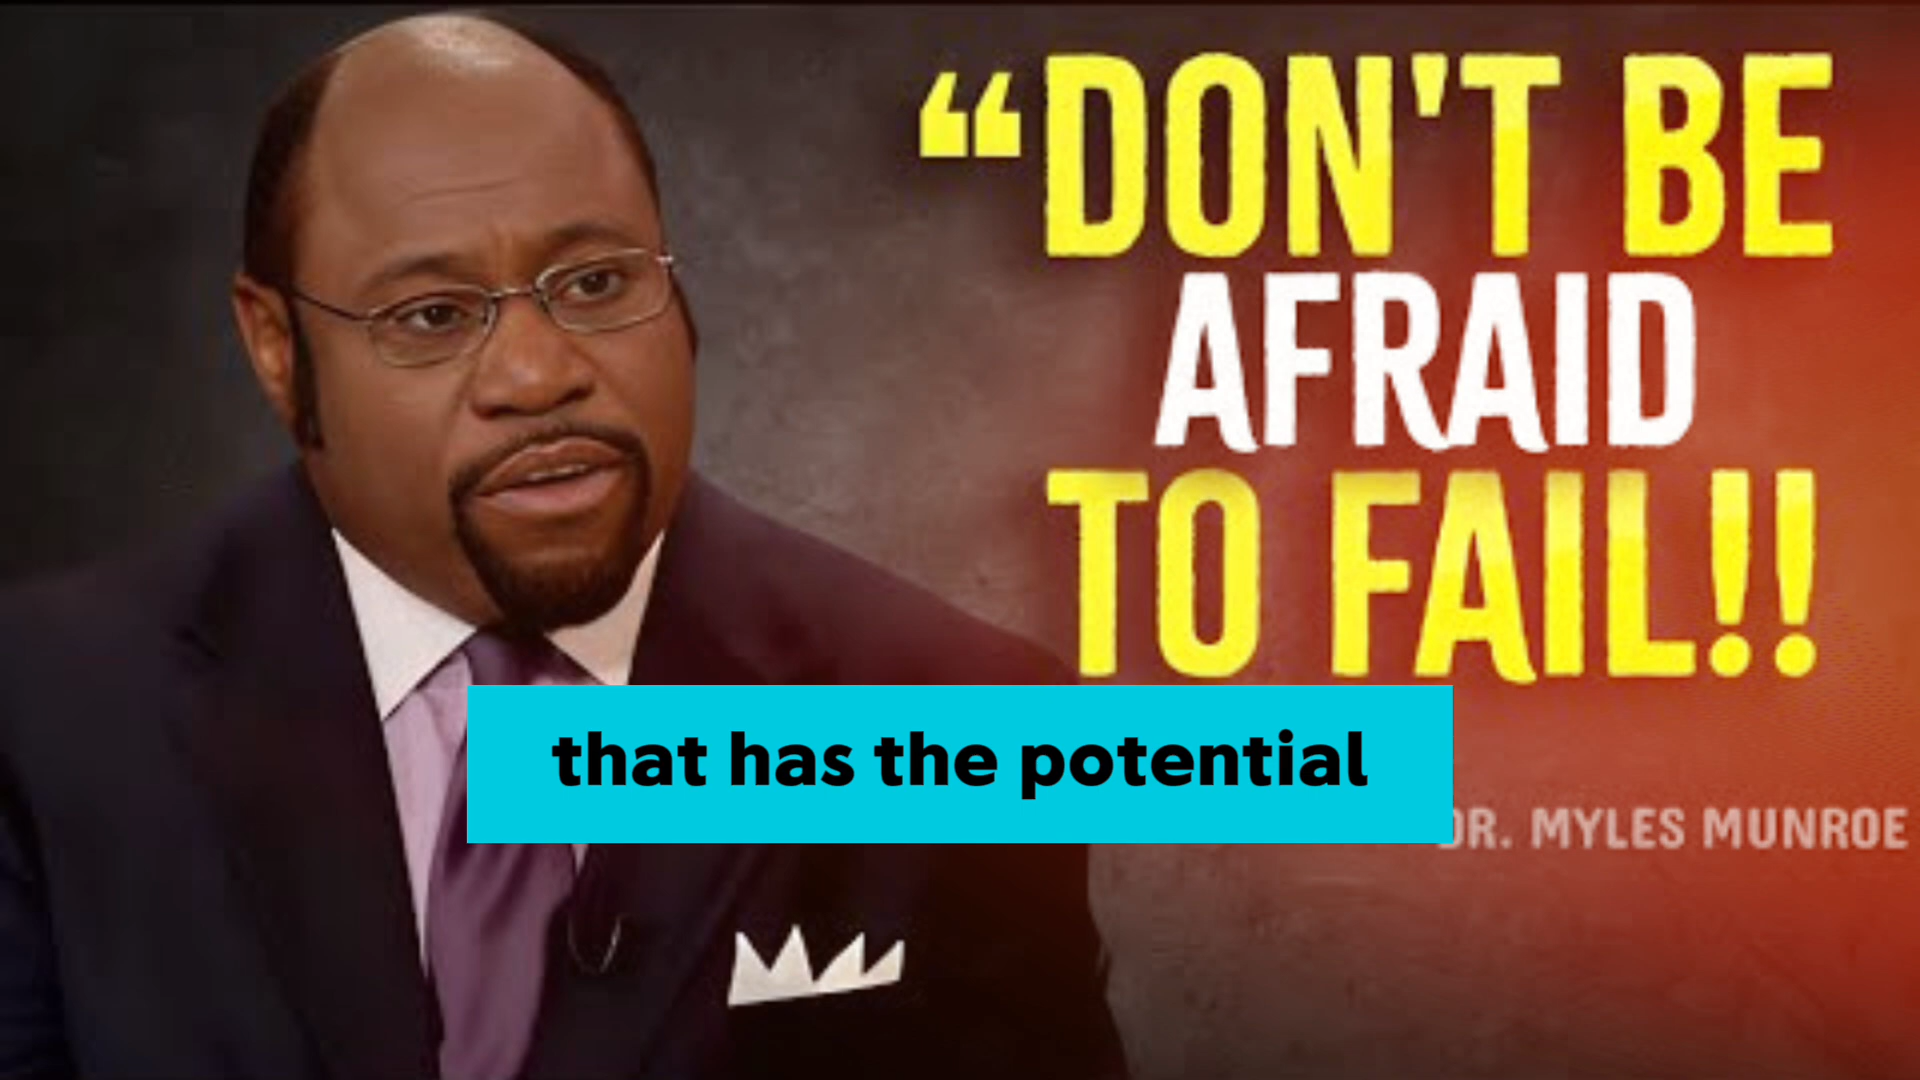 “DON'T BE
AFRAID
TO FAIL!!
that has the potential
DR. MYLES MUNROE